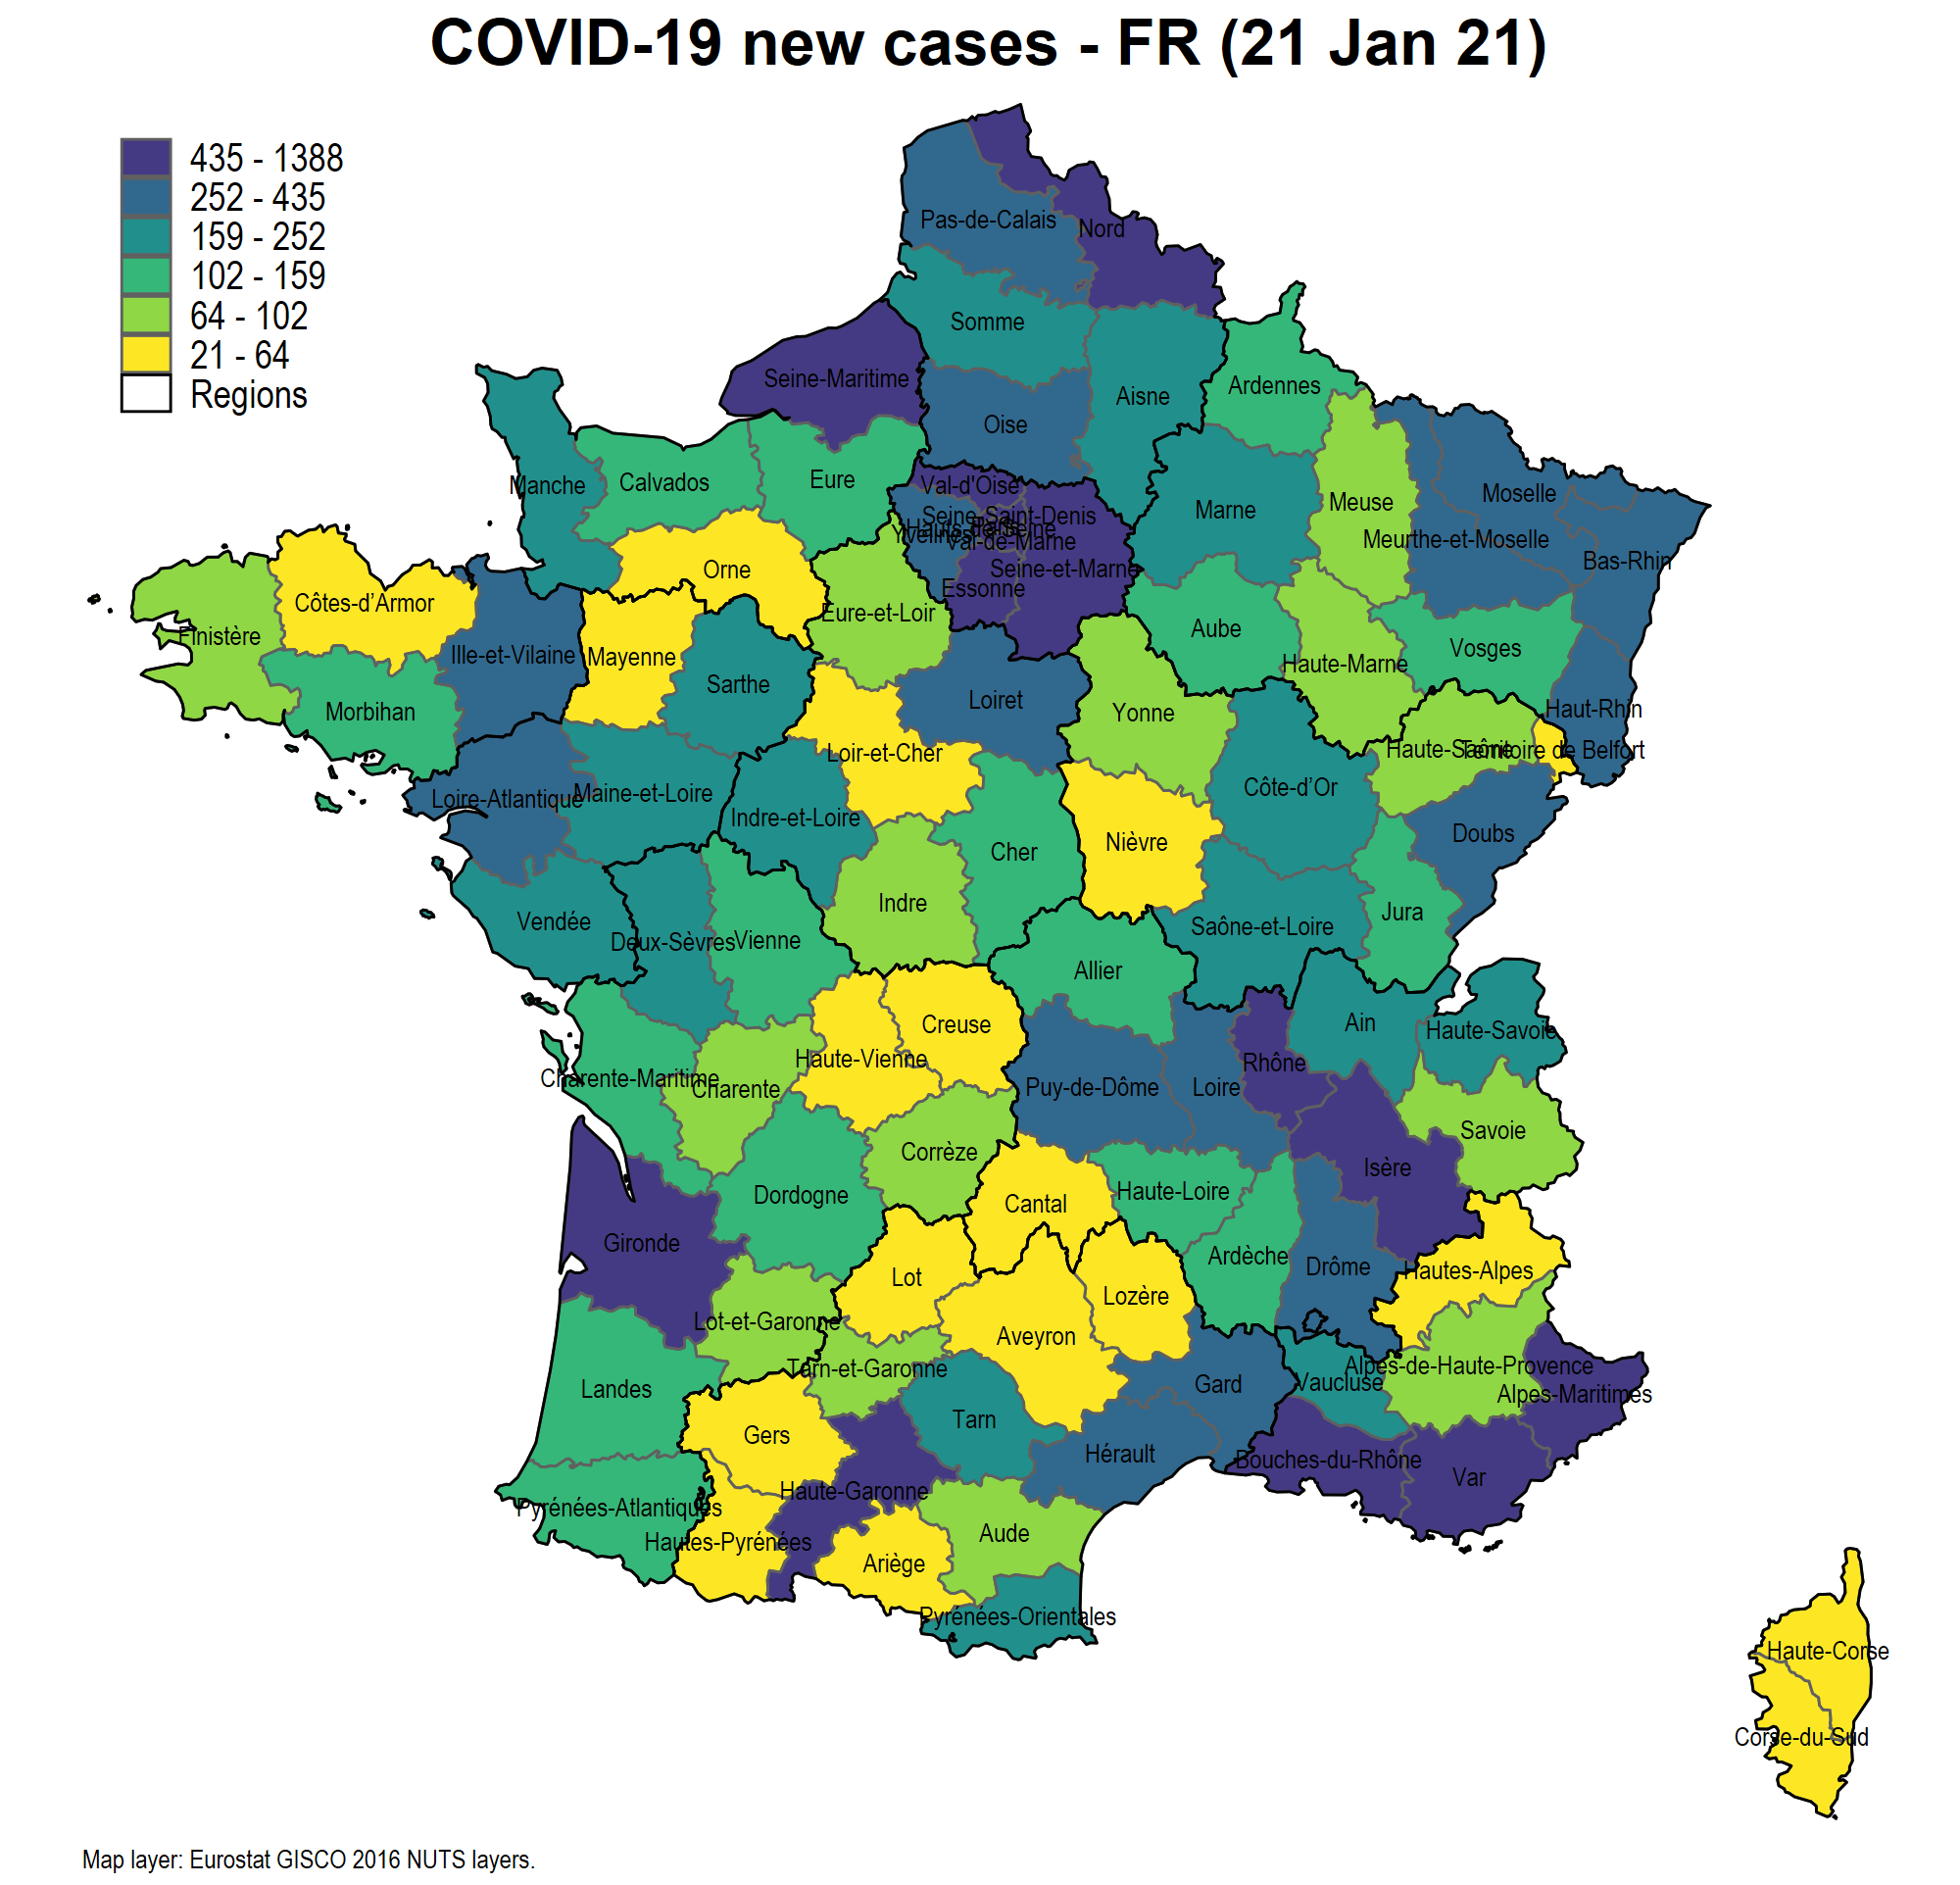 COVID-19 new cases - FR (21 Jan 21)
435 - 1388
252 - 435
159 - 252
102 - 159
64 - 102
21 - 64
Regions
Pas-de-Calais
Nord
Somme
Seine-Maritime
Ardennes
Aisne
Oise
Manche
Calvados
Eure
Val-d'Oise
Moselle
Meuse
Marne
Seine-Saint-Denis
Val-de-Marne
Meurthe-et-Moselle
Bas-Rhin
Seine-et-Marne
Essonne
Orne
Côtes-d’Armor
Eure-et-Loir
Aube
Finistère
Vosges
Ille-et-Vilaine
Mayenne
Haute-Marne
Sarthe
Loiret
Morbihan
Yonne
Haut-Rhin
Loir-et-Cher
Haute-Saône
Territoire de Belfort
Côte-d’Or
Loire-Atlantique
Maine-et-Loire
Indre-et-Loire
Doubs
Nièvre
Cher
Indre
Jura
Vendée
Saône-et-Loire
Deux-Sèvres
Vienne
Allier
Ain
Creuse
Haute-Savoie
Haute-Vienne
Rhône
Charente-Maritime
Charente
Puy-de-Dôme
Loire
Savoie
Corrèze
Isère
Dordogne
Haute-Loire
Cantal
Gironde
Ardèche
Drôme
Hautes-Alpes
Lot
Lozère
Lot-et-Garonne
Aveyron
Tarn-et-Garonne
Alpes-de-Haute-Provence
Vaucluse
Gard
Landes
Alpes-Maritimes
Tarn
Gers
Hérault
Bouches-du-Rhône
Var
Haute-Garonne
Pyrénées-Atlantiques
Aude
Hautes-Pyrénées
Ariège
Pyrénées-Orientales
Haute-Corse
Corse-du-Sud
Map layer: Eurostat GISCO 2016 NUTS layers.